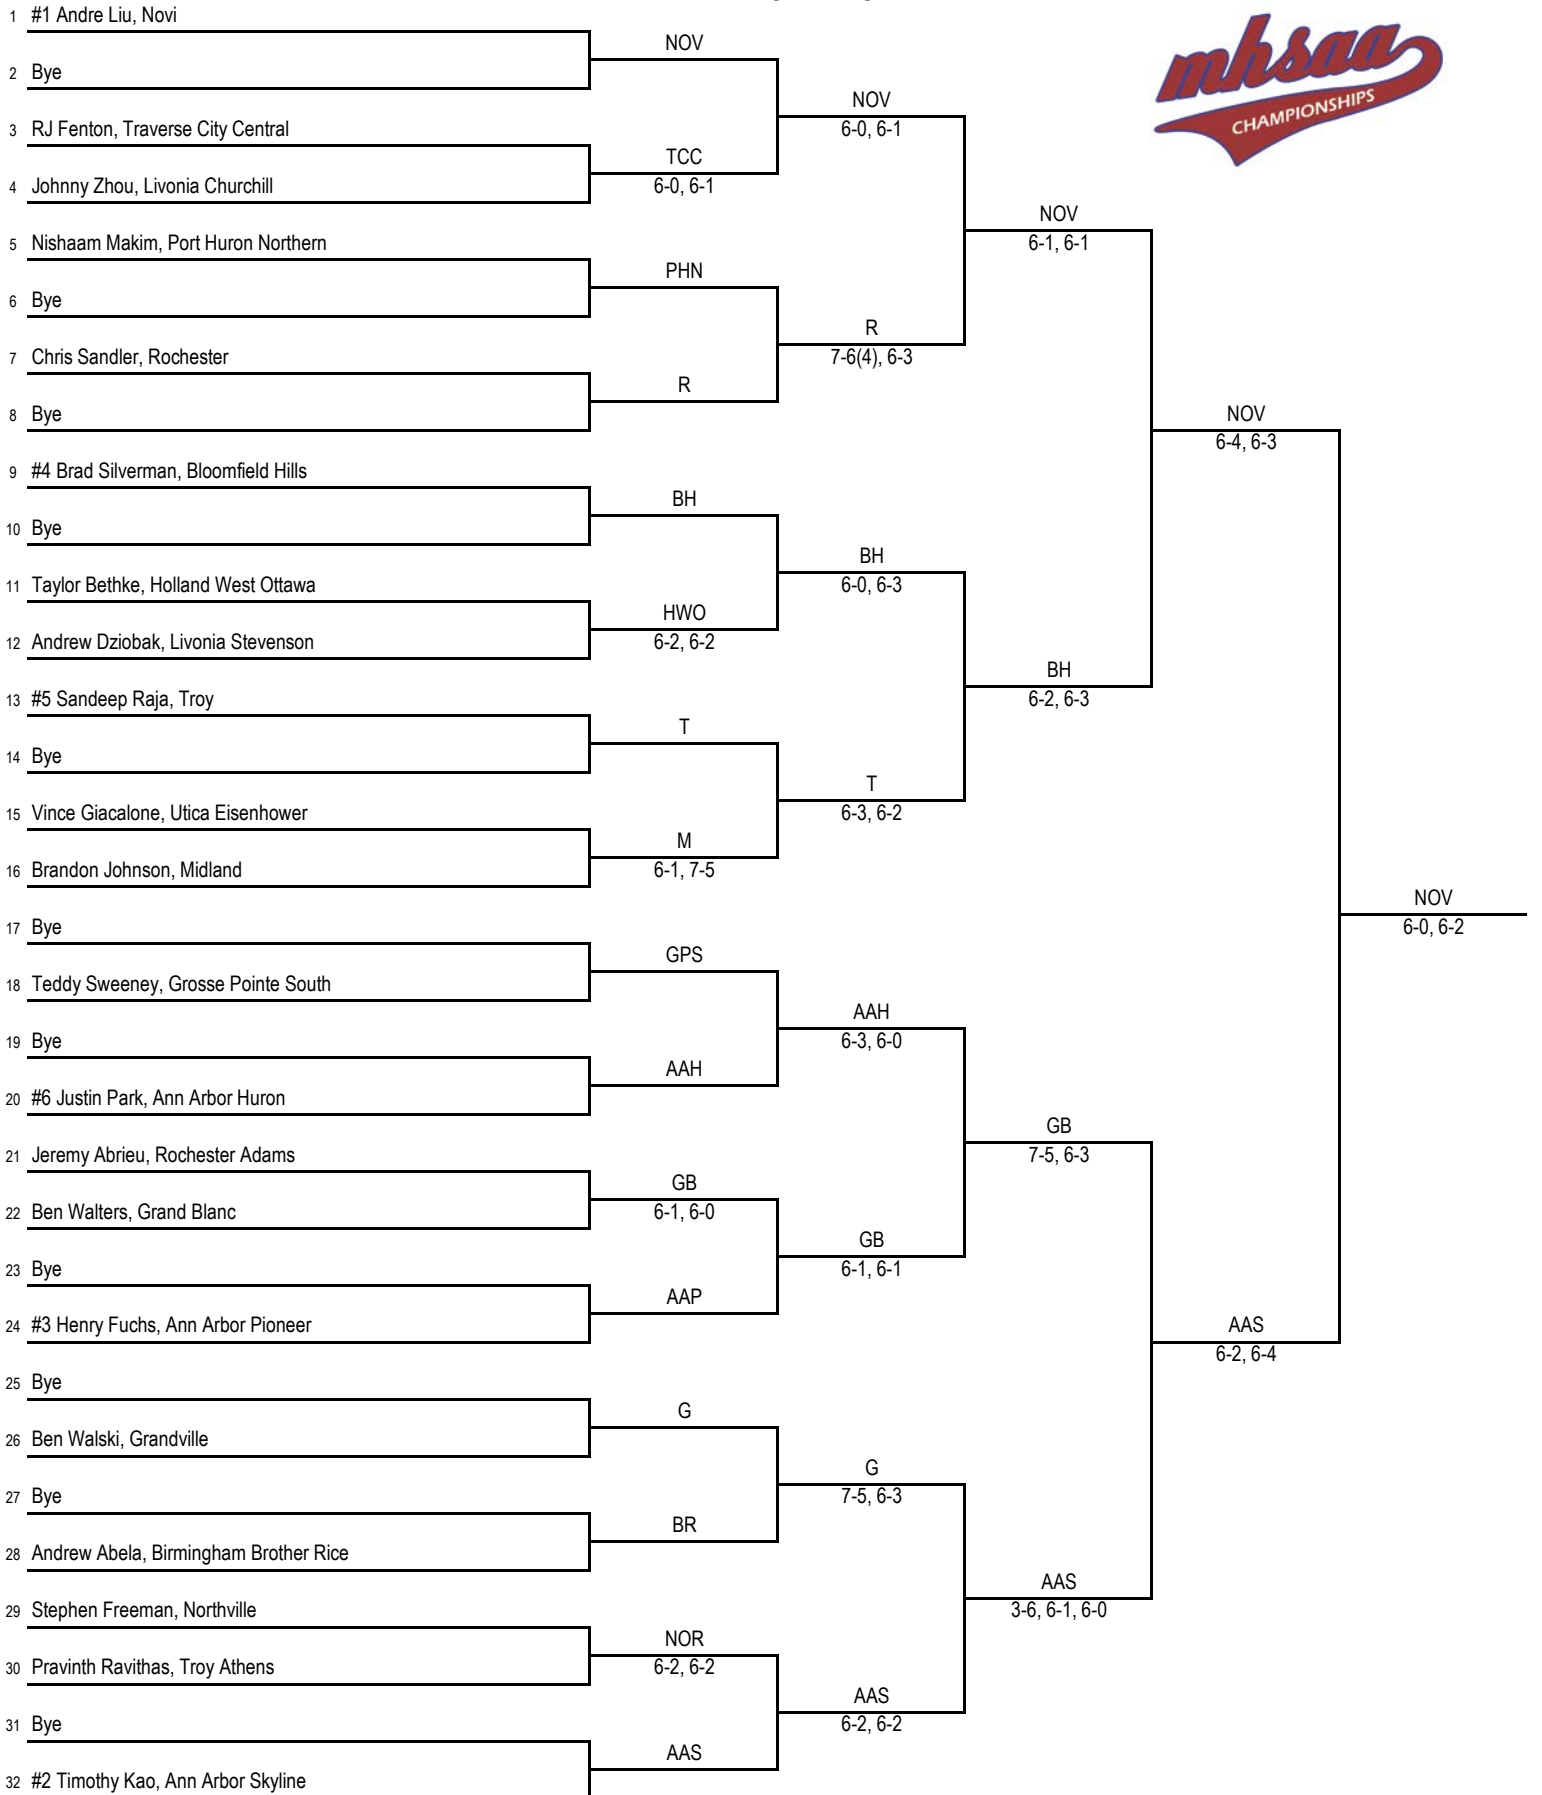 1 #1 Andre Liu, Novi
NOV
2 Bye
NOV
6-0, 6-1
3 RJ Fenton, Traverse City Central
TCC
6-0, 6-1
4 Johnny Zhou, Livonia Churchill
NOV
6-1, 6-1
5 Nishaam Makim, Port Huron Northern
PHN
6 Bye
R
7-6(4), 6-3
7 Chris Sandler, Rochester
R
8 Bye
NOV
6-4, 6-3
9 #4 Brad Silverman, Bloomfield Hills
BH
10 Bye
BH
6-0, 6-3
11 Taylor Bethke, Holland West Ottawa
HWO
6-2, 6-2
12 Andrew Dziobak, Livonia Stevenson
BH
6-2, 6-3
13 #5 Sandeep Raja, Troy
T
14 Bye
T
6-3, 6-2
15 Vince Giacalone, Utica Eisenhower
M
6-1, 7-5
16 Brandon Johnson, Midland
NOV
6-0, 6-2
17 Bye
GPS
18 Teddy Sweeney, Grosse Pointe South
AAH
6-3, 6-0
19 Bye
AAH
20 #6 Justin Park, Ann Arbor Huron
GB
7-5, 6-3
21 Jeremy Abrieu, Rochester Adams
GB
6-1, 6-0
22 Ben Walters, Grand Blanc
GB
6-1, 6-1
23 Bye
AAP
24 #3 Henry Fuchs, Ann Arbor Pioneer
AAS
6-2, 6-4
25 Bye
G
26 Ben Walski, Grandville
G
7-5, 6-3
27 Bye
BR
28 Andrew Abela, Birmingham Brother Rice
AAS
3-6, 6-1, 6-0
29 Stephen Freeman, Northville
NOR
6-2, 6-2
30 Pravinth Ravithas, Troy Athens
AAS
6-2, 6-2
31 Bye
AAS
32 #2 Timothy Kao, Ann Arbor Skyline
mhsaa
CHAMPIONSHIPS